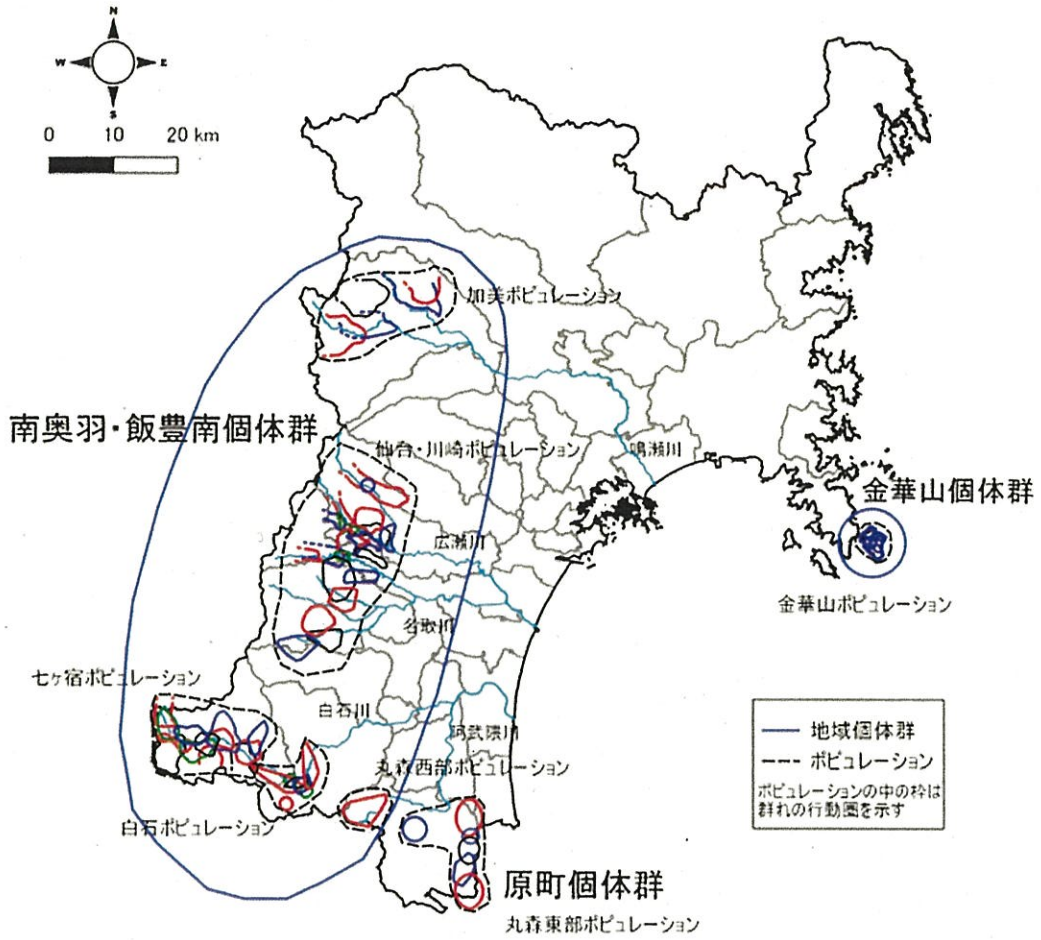 N
W
E
S
0 10 20 km
加美ポピュレーション
南奥羽・飯豊南個体群
仙台・川崎ポピュレーション
鳴瀬川
金華山個体群
広瀬川
金華山ポピュレーション
名取川
七ヶ宿ポピュレーション
白石川
阿武隈川
丸森西部ポピュレーション
白石ポピュレーション
地域個体群
ポピュレーション
ポピュレーションの中の枠は
群れの行動圏を示す
原町個体群
丸森東部ポピュレーション